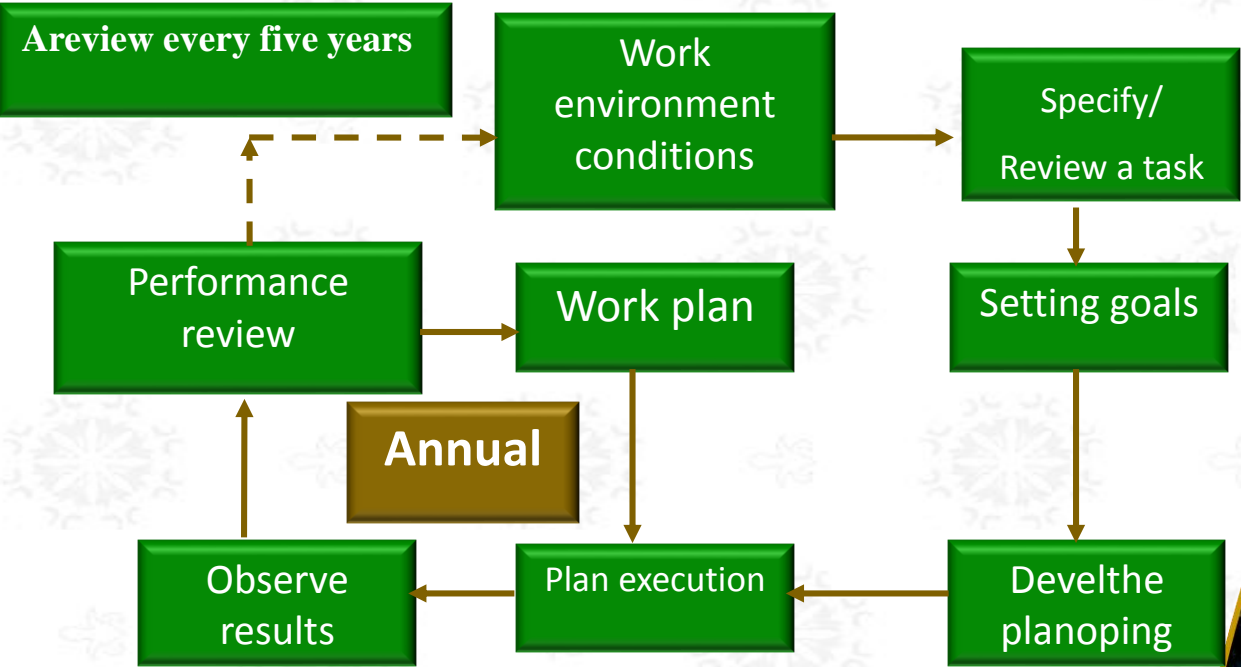 Areview every five years
Work
environment
conditions
Specify/
Review a task
Performance
review
Work plan
Setting goals
Annual
Observe
results
Plan execution
Develthe
planoping